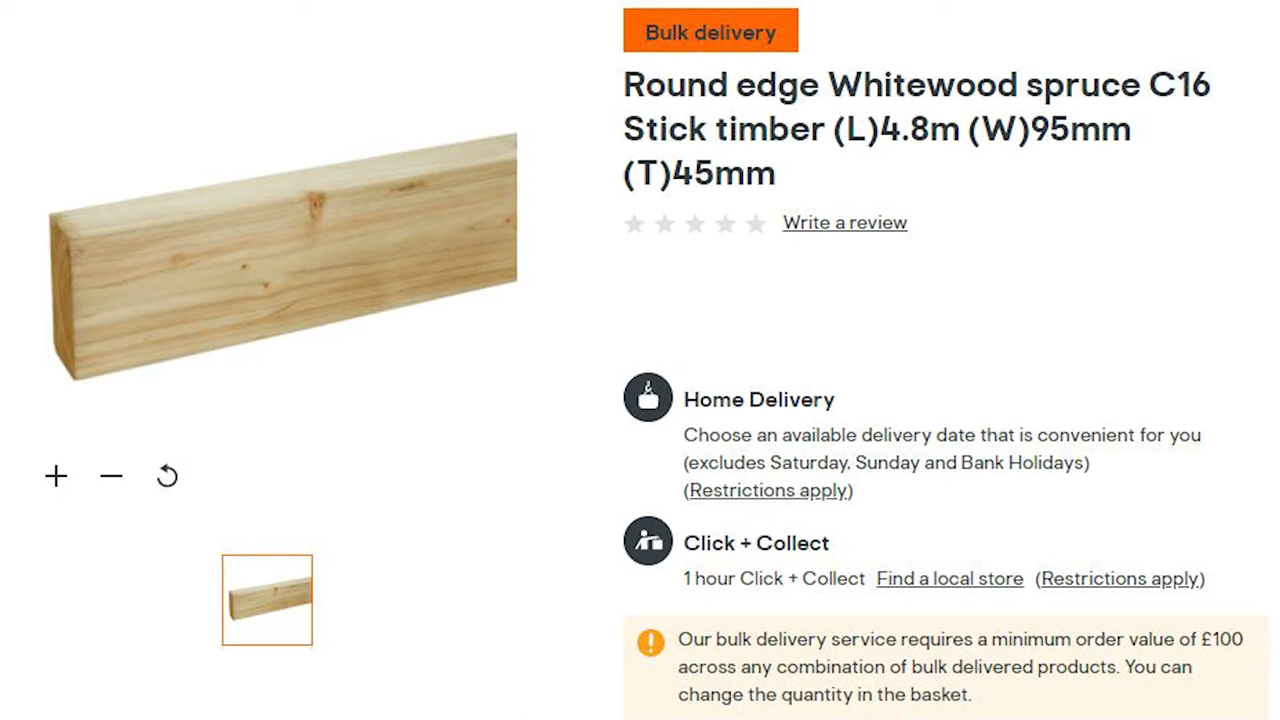 Bulk delivery
Round edge Whitewood spruce C16
Stick timber (L)4.8m (W)95mm
(T)45mm
Write a review
Home Delivery
Choose an available delivery date that is convenient for you
(excludes Saturday, Sunday and Bank Holidays)
(Restrictions apply)
Click + Collect
1 hour Click + Collect Find a local store (Restrictions apply)
Our bulk delivery service requires a minimum order value of £100
across any combination of bulk delivered products. You can
change the quantity in the basket.